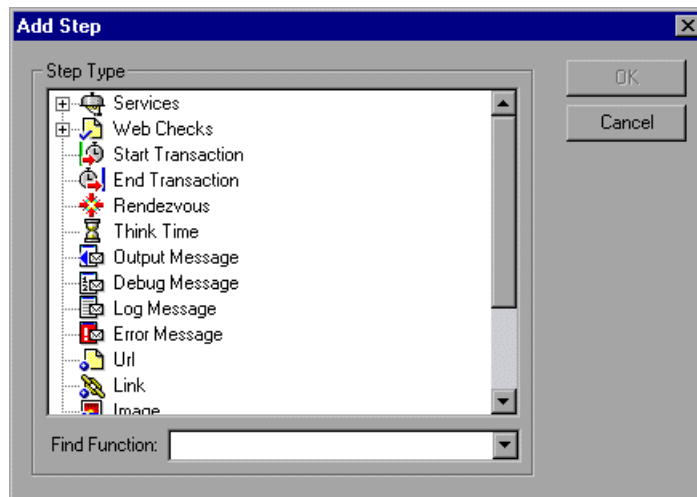 Add Step
Step Type
Services
Web Checks
Start Transaction
End Transaction
Rendezvous
Think Time
Output Message
Debug Message
Log Message
Error Message
Url
Link
Image
Find Function:
OK
Cancel